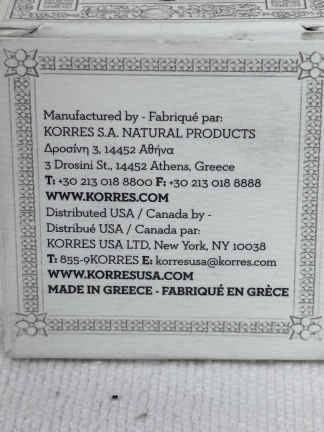 Manufactured by - Fabriqué par:
KORRES S.A. NATURAL PRODUCTS
Δροσίνη 3, 14452 Αθήνα
3 Drosini St., 14452 Athens, Greece
T: +30 213 018 8800 F: +30 213 018 8888
WWW.KORRES.COM
Distributed USA / Canada by -
Distribué USA / Canada par:
KORRES USA LTD, New York, NY 10038
T: 855-9KORRES E: korresusa@korres.com
WWW.KORRESUSA.COM
MADE IN GREECE - FABRIQUÉ EN GRÈCE